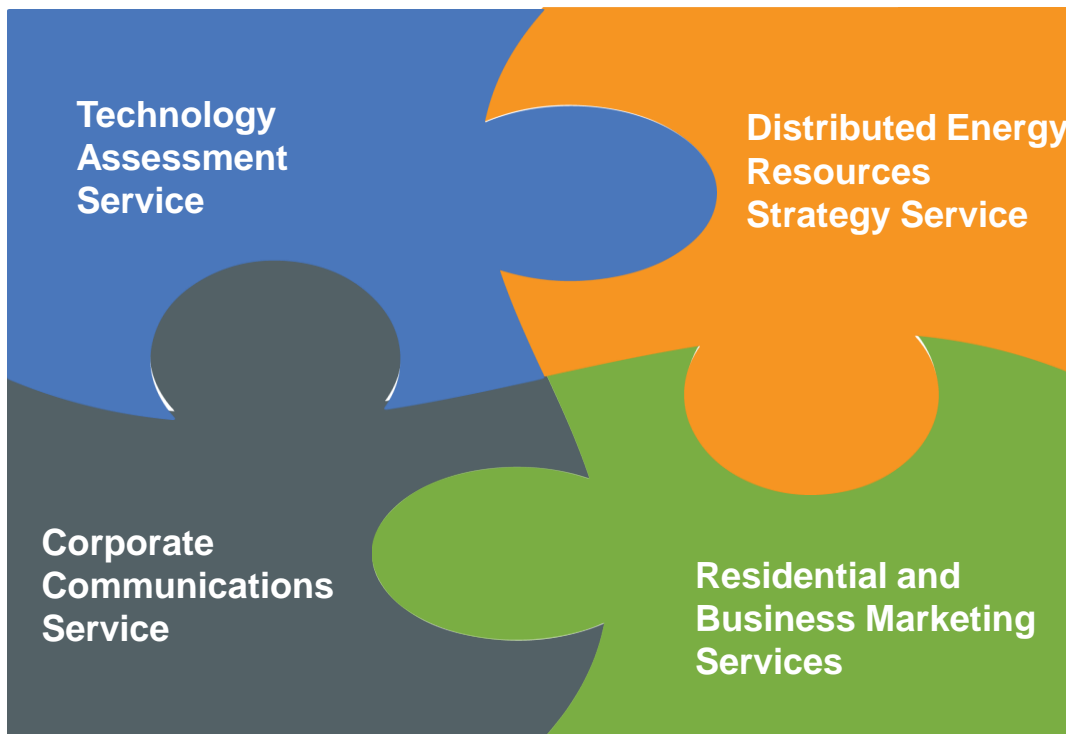 Technology
Assessment
Service
Distributed Energy
Resources
Strategy Service
Corporate
Communications
Service
Residential and
Business Marketing
Services